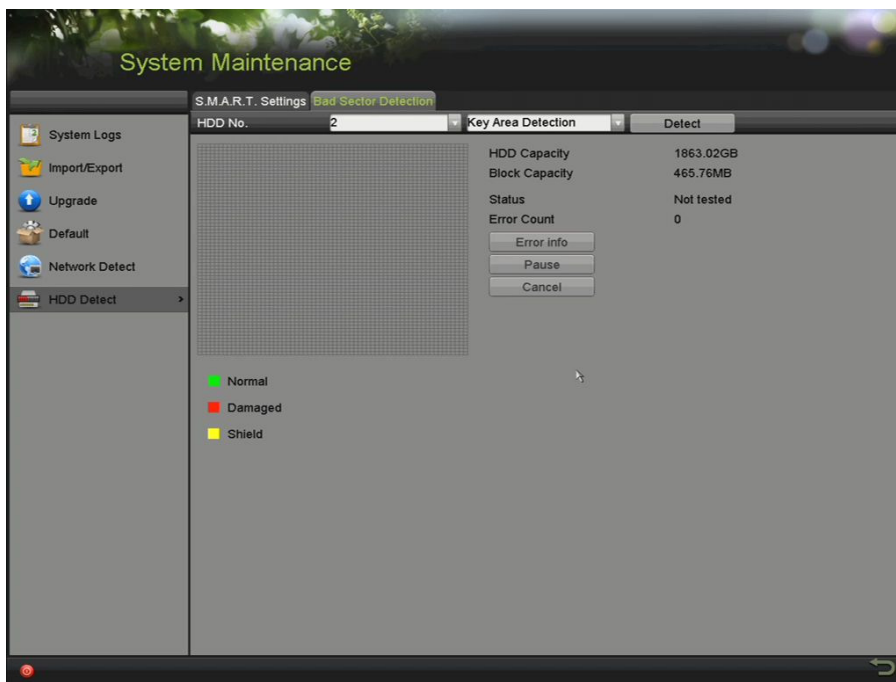 System Maintenance
S.M.A.R.T. Settings Bad Sector Detection
HDD No. 2 Key Area Detection Detect
System Logs
Import/Export
Upgrade
Default
Network Detect
HDD Detect >
HDD Capacity 1863.02GB
Block Capacity 465.76MB
Status Not tested
Error Count 0
Error info
Pause
Cancel
Normal
Damaged
Shield